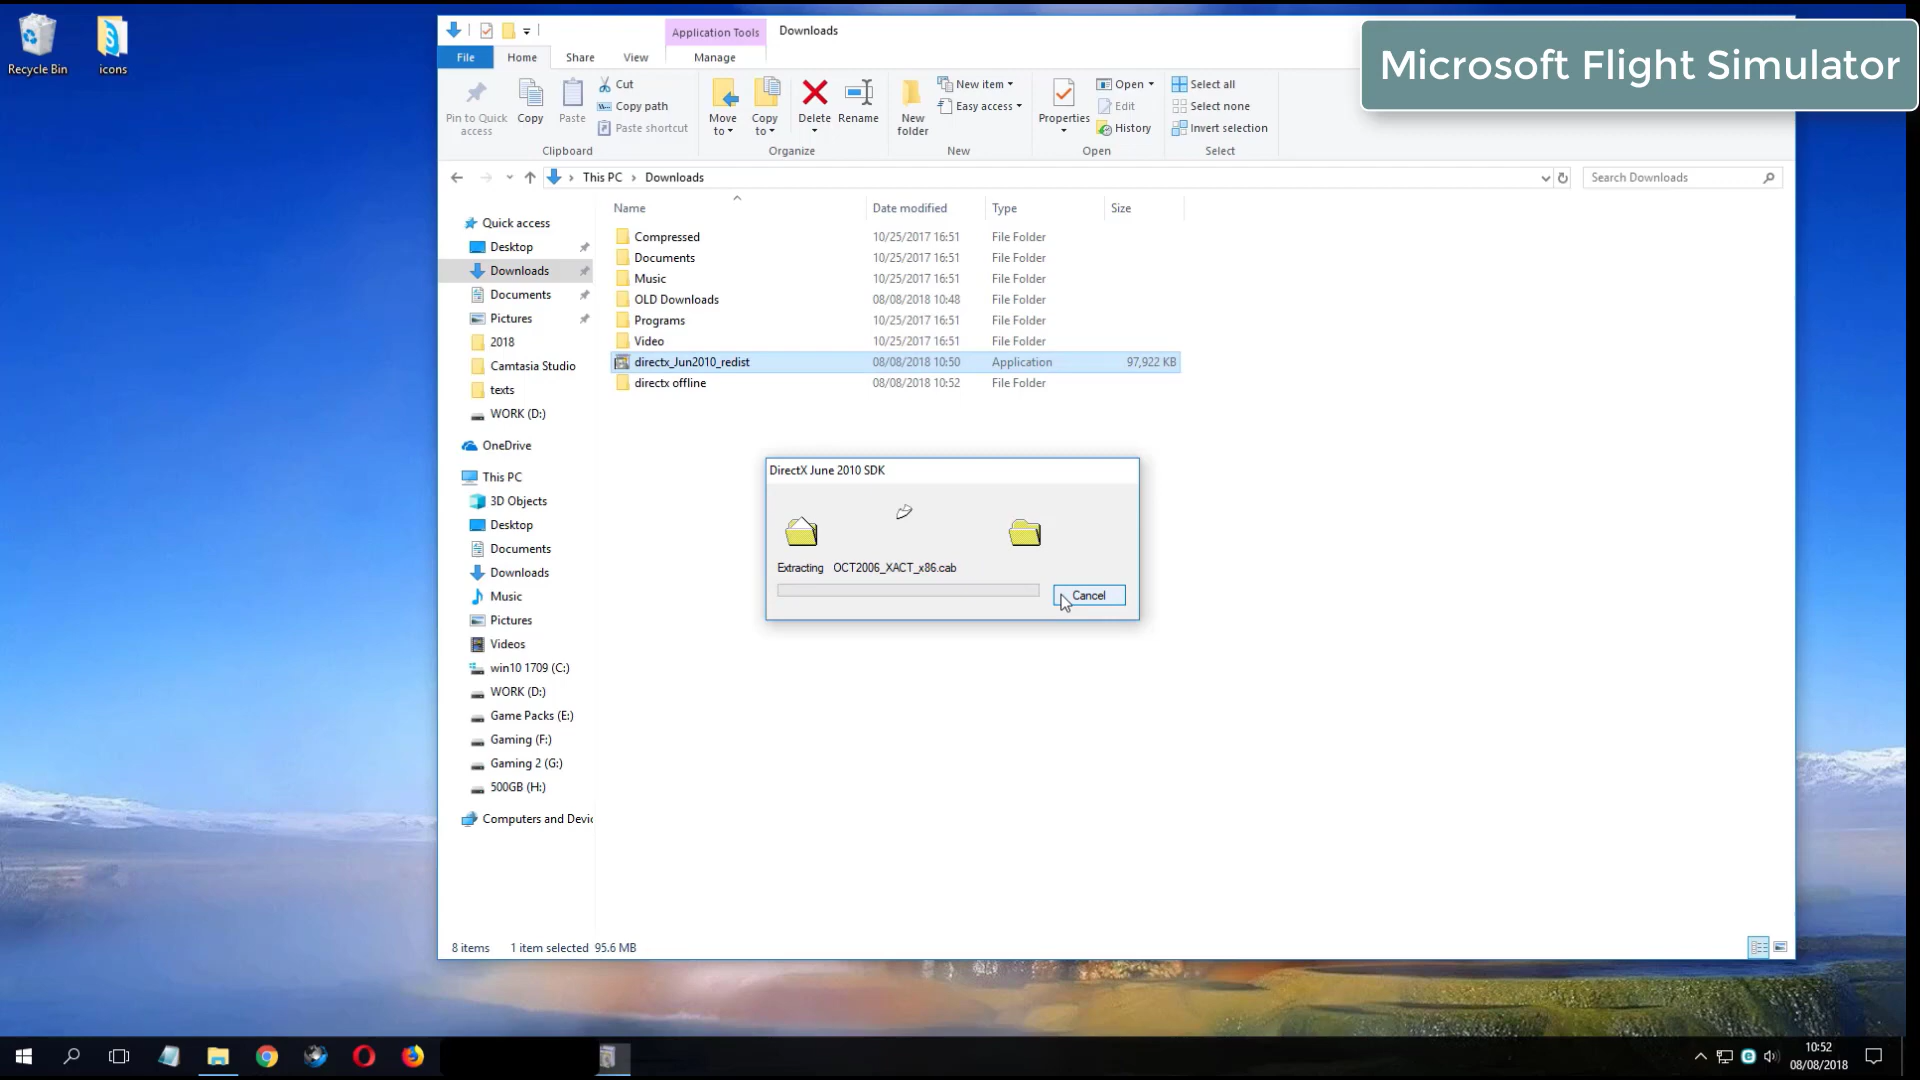 Recycle Bin
icons
Application Tools
Downloads
Microsoft Flight Simulator
File
Home
Share
View
Manage
Pin to Quick access
Copy
Paste
Cut
Copy path
Paste shortcut
Move to
Copy to
Delete
Rename
New folder
New item
Easy access
Properties
Open
Edit
History
Select all
Select none
Invert selection
Clipboard
Organize
New
Open
Select
This PC
Downloads
Search Downloads
Name
Date modified
Type
Size
Compressed 10/25/2017 16:51 File Folder
Documents 10/25/2017 16:51 File Folder
Music 10/25/2017 16:51 File Folder
OLD Downloads 08/08/2018 10:48 File Folder
Programs 10/25/2017 16:51 File Folder
Video 10/25/2017 16:51 File Folder
directx_Jun2010_redist 08/08/2018 10:50 Application 97,922 KB
directx offline 08/08/2018 10:52 File Folder
Quick access
Desktop
Downloads
Documents
Pictures
2018
Camtasia Studio
texts
WORK (D:)
OneDrive
This PC
3D Objects
Desktop
Documents
Downloads
Music
Pictures
Videos
win10 1709 (C:)
WORK (D:)
Game Packs (E:)
Gaming (F:)
Gaming 2 (G:)
500GB (H:)
Computers and Devic
DirectX June 2010 SDK
Extracting OCT2006_XACT_x86.cab
Cancel
8 items 1 item selected 95.6 MB
10:52
08/08/2018